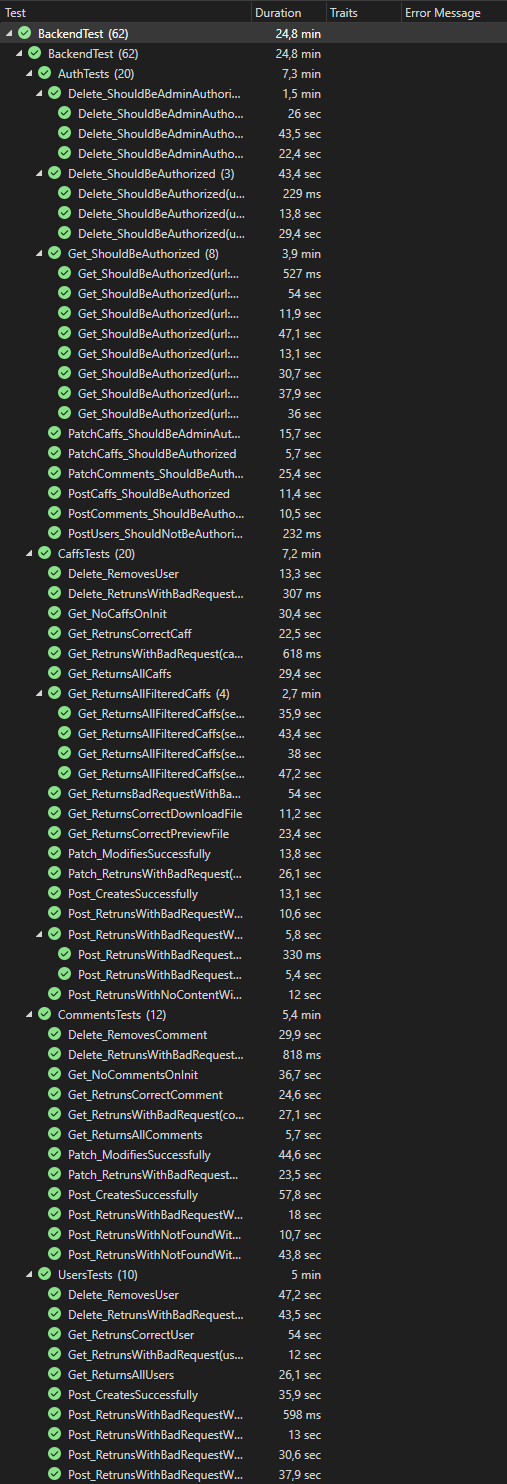 Test Duration Traits Error Message
BackendTest (62) 24,8 min
BackendTest (62) 24,8 min
AuthTests (20) 7,3 min
Delete_ShouldBeAdminAuthori... 1,5 min
Delete_ShouldBeAdminAutho... 26 sec
Delete_ShouldBeAdminAutho... 43,5 sec
Delete_ShouldBeAdminAutho... 22,4 sec
Delete_ShouldBeAuthorized (3) 43,4 sec
Delete_ShouldBeAuthorized(u... 229 ms
Delete_ShouldBeAuthorized(u... 13,8 sec
Delete_ShouldBeAuthorized(u... 29,4 sec
Get_ShouldBeAuthorized (8) 3,9 min
Get_ShouldBeAuthorized(url:... 527 ms
Get_ShouldBeAuthorized(url:... 54 sec
Get_ShouldBeAuthorized(url:... 11,9 sec
Get_ShouldBeAuthorized(url:... 47,1 sec
Get_ShouldBeAuthorized(url:... 13,1 sec
Get_ShouldBeAuthorized(url:... 30,7 sec
Get_ShouldBeAuthorized(url:... 37,9 sec
Get_ShouldBeAuthorized(url:... 36 sec
PatchCaffs_ShouldBeAdminAut... 15,7 sec
PatchCaffs_ShouldBeAuthorized 5,7 sec
PatchComments_ShouldBeAuth... 25,4 sec
PostCaffs_ShouldBeAuthorized 11,4 sec
PostComments_ShouldBeAutho... 10,5 sec
PostUsers_ShouldNotBeAuthori... 232 ms
CaffsTests (20) 7,2 min
Delete_RemovesUser 13,3 sec
Delete_RetrunsWithBadRequest... 307 ms
Get_NoCaffsOnInit 30,4 sec
Get_RetrunsCorrectCaff 22,5 sec
Get_RetrunsWithBadRequest(ca... 618 ms
Get_ReturnsAllCaffs 29,4 sec
Get_ReturnsAllFilteredCaffs (4) 2,7 min
Get_ReturnsAllFilteredCaffs(se... 35,9 sec
Get_ReturnsAllFilteredCaffs(se... 43,4 sec
Get_ReturnsAllFilteredCaffs(se... 38 sec
Get_ReturnsAllFilteredCaffs(se... 47,2 sec
Get_ReturnsBadRequestWithBa... 54 sec
Get_ReturnsCorrectDownloadFile 11,2 sec
Get_ReturnsCorrectPreviewFile 23,4 sec
Patch_ModifiesSuccessfully 13,8 sec
Patch_RetrunsWithBadRequest(... 26,1 sec
Post_CreatesSuccessfully 13,1 sec
Post_RetrunsWithBadRequestW... 10,6 sec
Post_RetrunsWithBadRequestW... 5,8 sec
Post_RetrunsWithBadRequest... 330 ms
Post_RetrunsWithBadRequest... 5,4 sec
Post_RetrunsWithNoContentWi... 12 sec
CommentsTests (12) 5,4 min
Delete_RemovesComment 29,9 sec
Delete_RetrunsWithBadRequest... 818 ms
Get_NoCommentsOnInit 36,7 sec
Get_RetrunsCorrectComment 24,6 sec
Get_RetrunsWithBadRequest(co... 27,1 sec
Get_ReturnsAllComments 5,7 sec
Patch_ModifiesSuccessfully 44,6 sec
Patch_RetrunsWithBadRequest... 23,5 sec
Post_CreatesSuccessfully 57,8 sec
Post_RetrunsWithBadRequestW... 18 sec
Post_RetrunsWithNotFoundWit... 10,7 sec
Post_RetrunsWithNotFoundWit... 43,8 sec
UsersTests (10) 5 min
Delete_RemovesUser 47,2 sec
Delete_RetrunsWithBadRequest... 43,5 sec
Get_RetrunsCorrectUser 54 sec
Get_RetrunsWithBadRequest(us... 12 sec
Get_ReturnsAllUsers 26,1 sec
Post_CreatesSuccessfully 35,9 sec
Post_RetrunsWithBadRequestW... 598 ms
Post_RetrunsWithBadRequestW... 13 sec
Post_RetrunsWithBadRequestW... 30,6 sec
Post_RetrunsWithBadRequestW... 37,9 sec